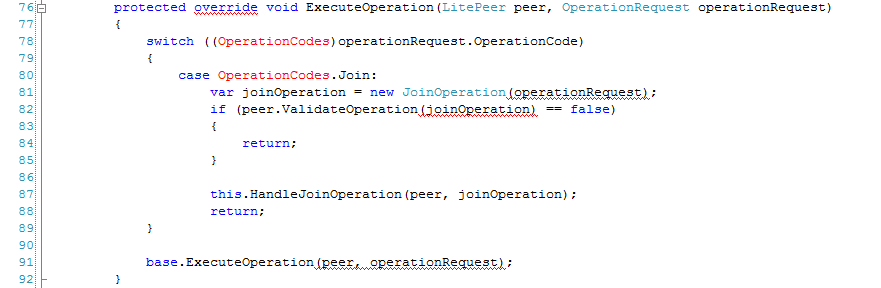 76 protected override void ExecuteOperation(LitePeer peer, OperationRequest operationRequest)
77 {
78 switch ((OperationCodes)operationRequest.OperationCode)
79 {
80 case OperationCodes.Join:
81 var joinOperation = new JoinOperation(operationRequest);
82 if (peer.ValidateOperation(joinOperation) == false)
83 {
84 return;
85 }
86
87 this.HandleJoinOperation(peer, joinOperation);
88 return;
89 }
90
91 base.ExecuteOperation(peer, operationRequest);
92 }